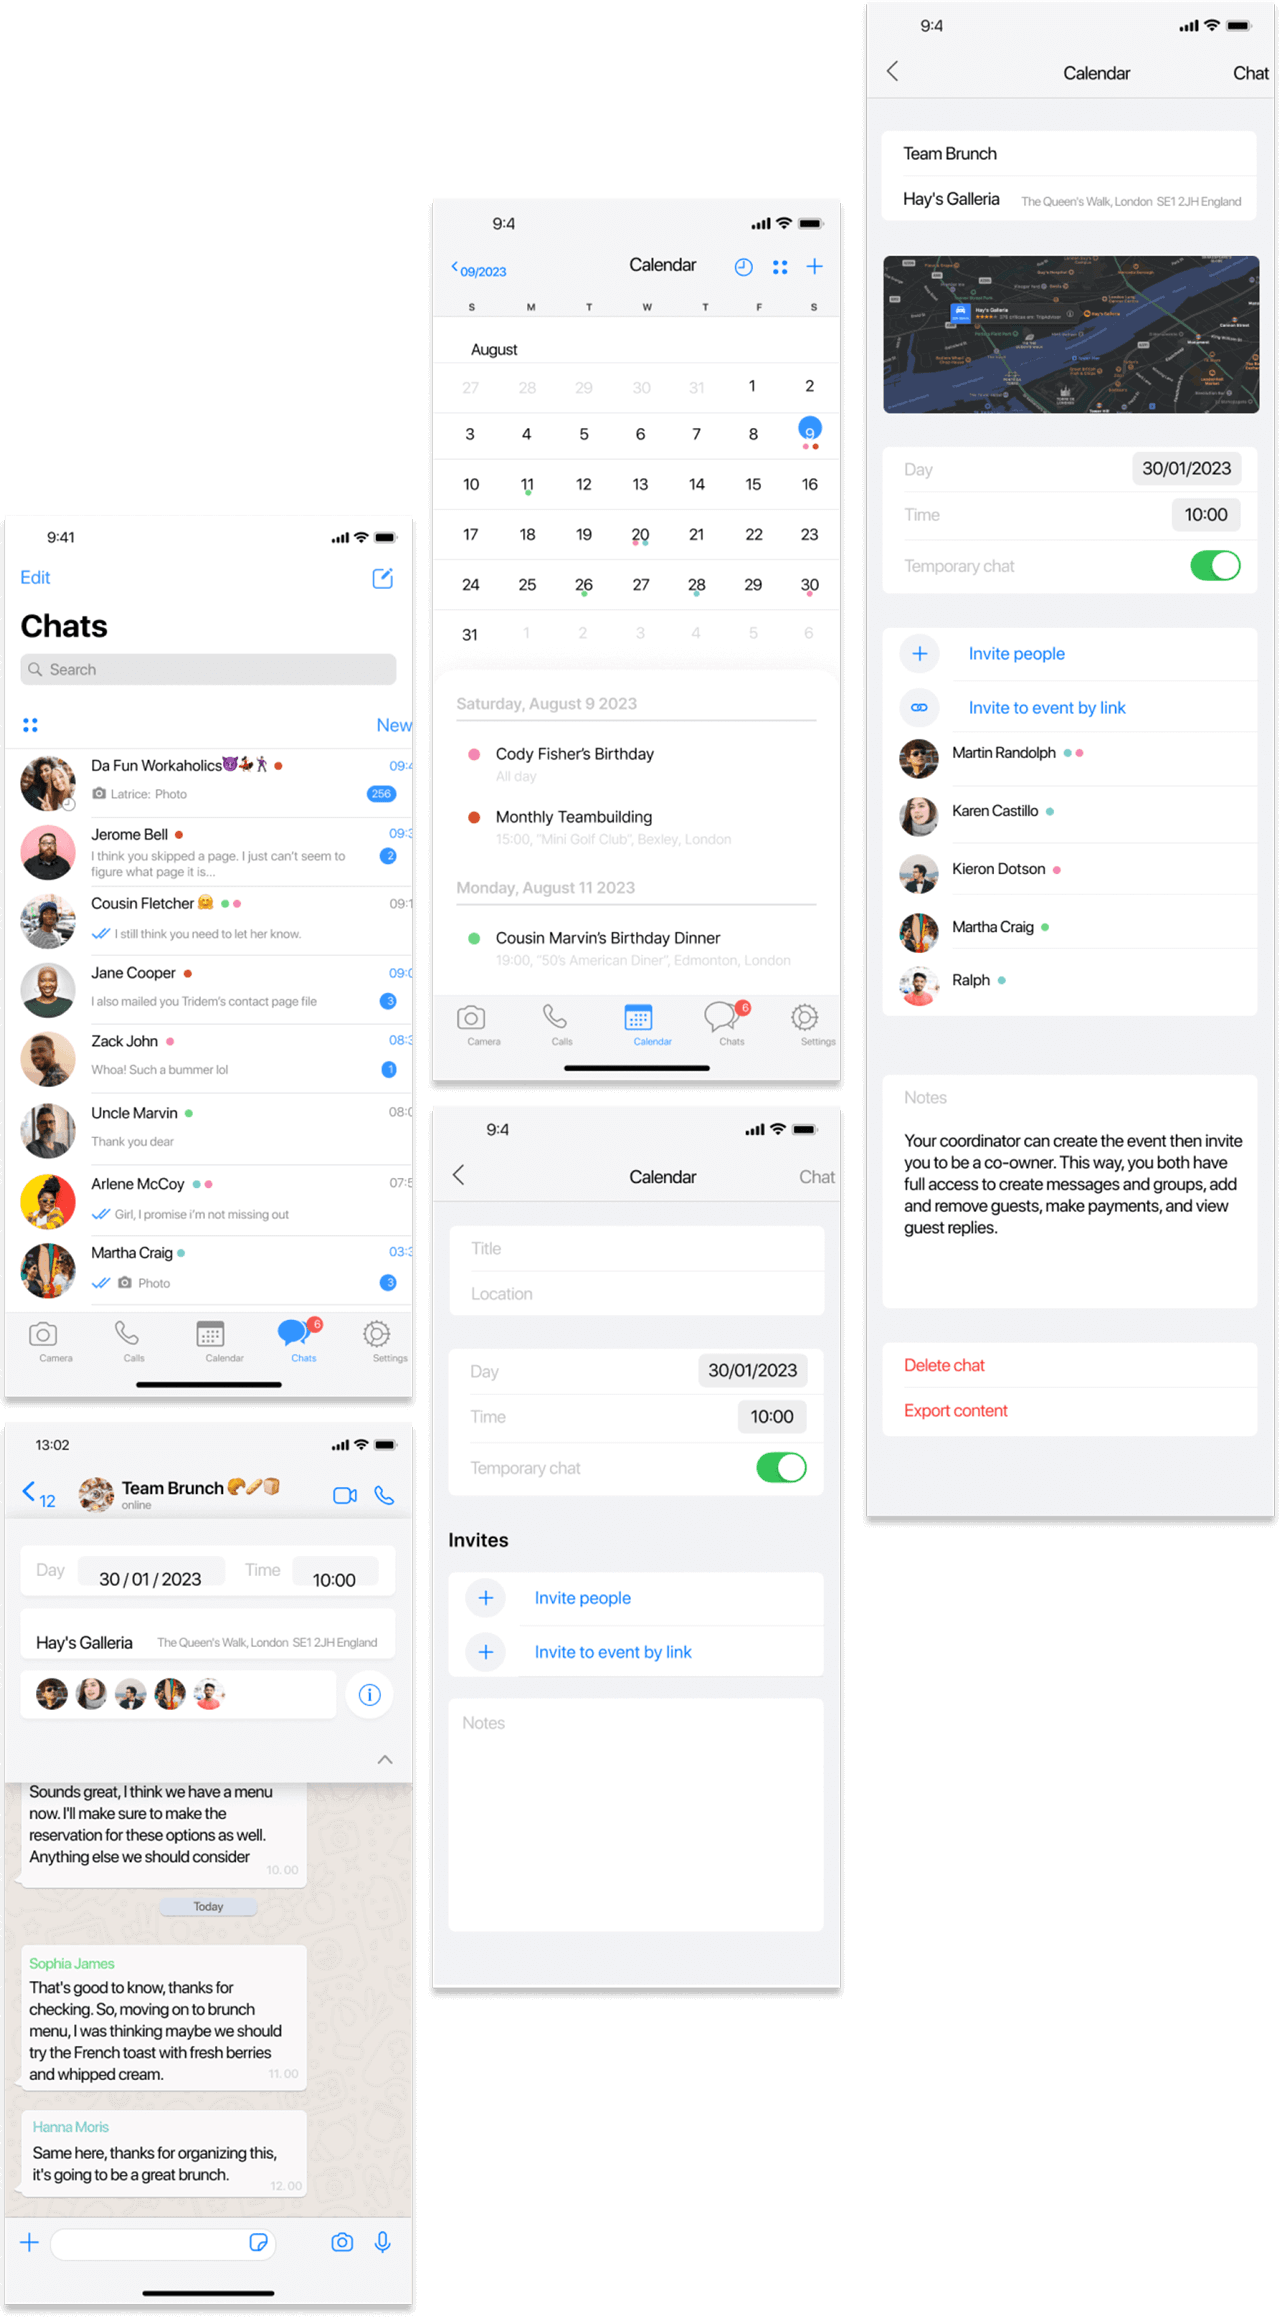 9:41
Edit
Chats
Search
New
Da Fun Workaholics😈💃🕺
09:4
Latrice: Photo
256
Jerome Bell
09:3
I think you skipped a page. I just can't seem to
figure what page it is...
2
Cousin Fletcher 🤗
09:1
I still think you need to let her know.
Jane Cooper
09:0
I also mailed you Tridem's contact page file
3
Zack John
08:3
Whoa! Such a bummer lol
1
Uncle Marvin
08:0
Thank you dear
Arlene McCoy
07:5
Girl, I promise i'm not missing out
Martha Craig
03:3
Photo
3
6
Camera
Calls
Calendar
Chats
Settings
13:02
12
Team Brunch 🥐🥖🍞
online
Day
30 / 01 / 2023
Time
10:00
Hay's Galleria
The Queen's Walk, London SE1 2JH England
Sounds great, I think we have a menu
now. I'll make sure to make the
reservation for these options as well.
Anything else we should consider
10.00
Today
Sophia James
That's good to know, thanks for
checking. So, moving on to brunch
menu, I was thinking maybe we should
try the French toast with fresh berries
and whipped cream.
11.00
Hanna Moris
Same here, thanks for organizing this,
it's going to be a great brunch.
12.00
9:4
09/2023
Calendar
S M T W T F S
August
27 28 29 30 31 1 2
3 4 5 6 7 8 9
10 11 12 13 14 15 16
17 18 19 20 21 22 23
24 25 26 27 28 29 30
31 1 2 3 4 5 6
Saturday, August 9 2023
Cody Fisher's Birthday
All day
Monthly Teambuilding
15:00, "Mini Golf Club", Bexley, London
Monday, August 11 2023
Cousin Marvin's Birthday Dinner
19:00, "50's American Diner", Edmonton, London
6
Camera
Calls
Calendar
Chats
Settings
9:4
Calendar
Chat
Title
Location
Day
30/01/2023
Time
10:00
Temporary chat
Invites
Invite people
Invite to event by link
Notes
9:4
Calendar
Chat
Team Brunch
Hay's Galleria
The Queen's Walk, London SE1 2JH England
Hay's Galleria
Day
30/01/2023
Time
10:00
Temporary chat
Invite people
Invite to event by link
Martin Randolph
Karen Castillo
Kieron Dotson
Martha Craig
Ralph
Notes
Your coordinator can create the event then invite
you to be a co-owner. This way, you both have
full access to create messages and groups, add
and remove guests, make payments, and view
guest replies.
Delete chat
Export content